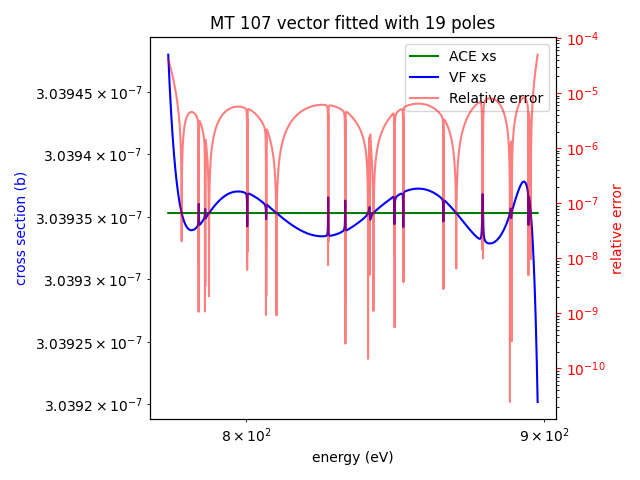 MT 107 vector fitted with 19 poles
ACE xs
VF xs
Relative error
cross section (b)
3.03945 × 10⁻⁷
3.0394 × 10⁻⁷
3.03935 × 10⁻⁷
3.0393 × 10⁻⁷
3.03925 × 10⁻⁷
3.0392 × 10⁻⁷
10⁻⁴
10⁻⁵
10⁻⁶
10⁻⁷
10⁻⁸
10⁻⁹
10⁻¹⁰
relative error
8 × 10²
9 × 10²
energy (eV)